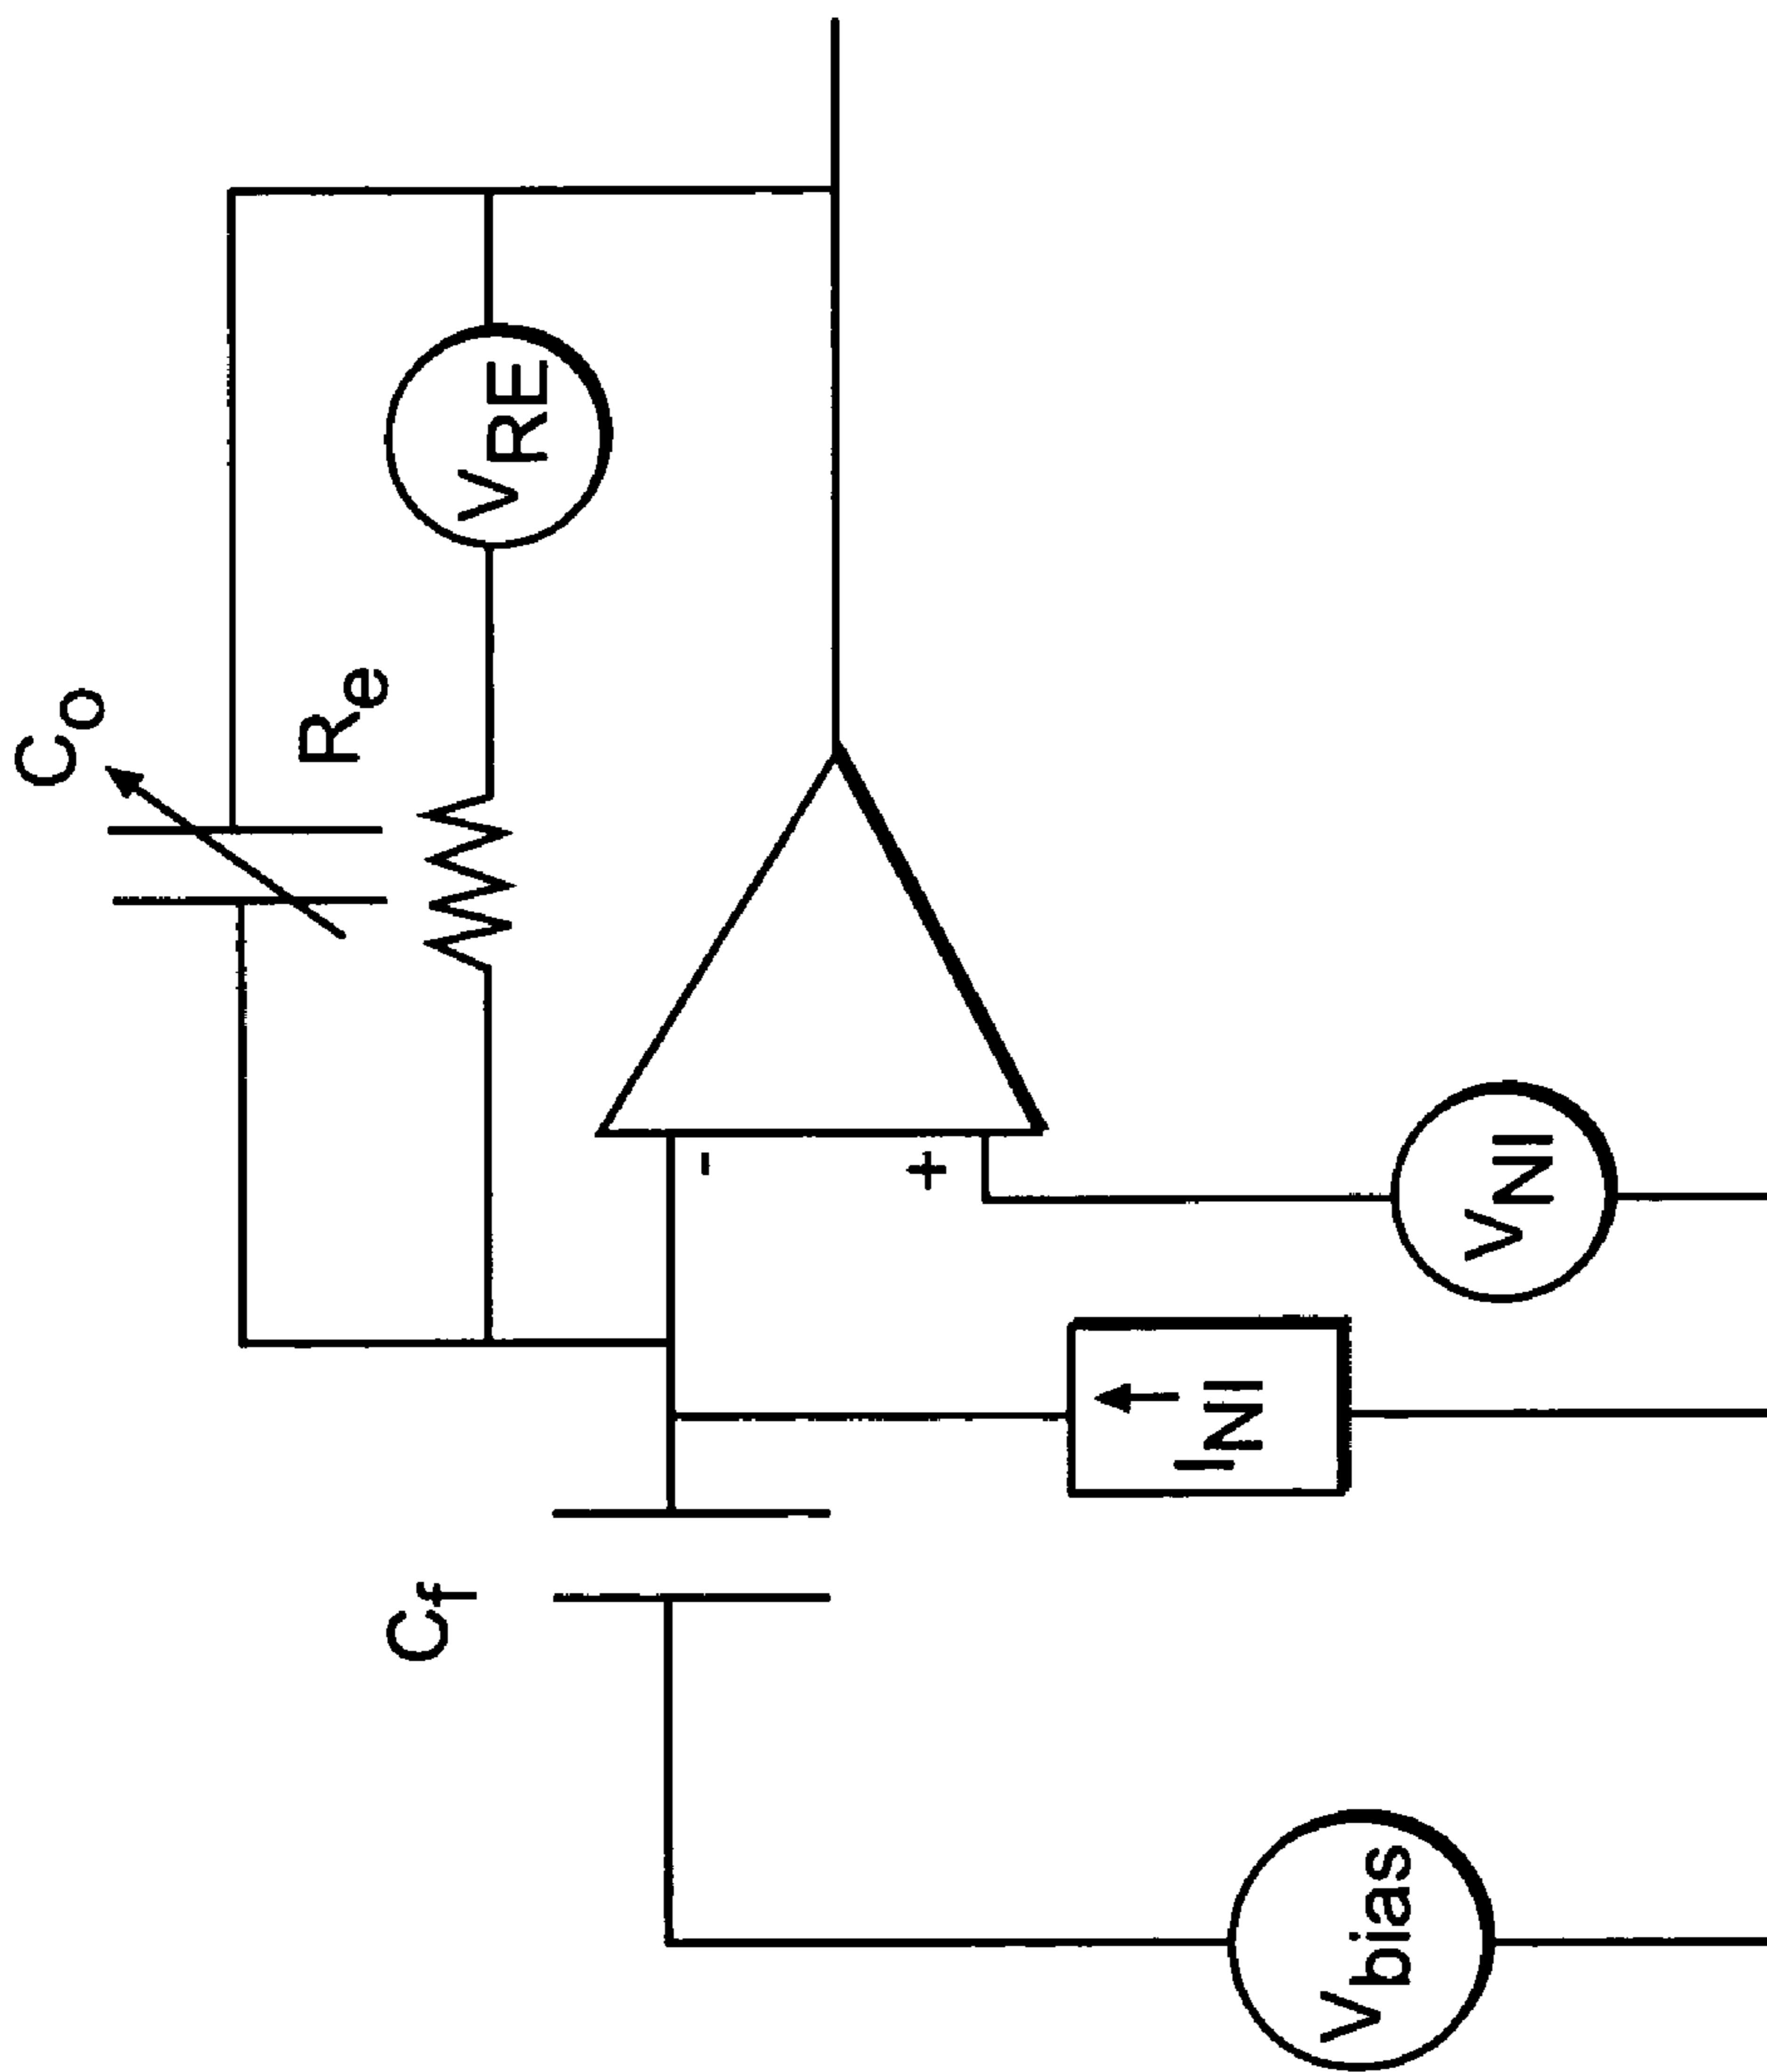 Co
Re
VRE
Cf
-
+
INI
VNI
Vbias